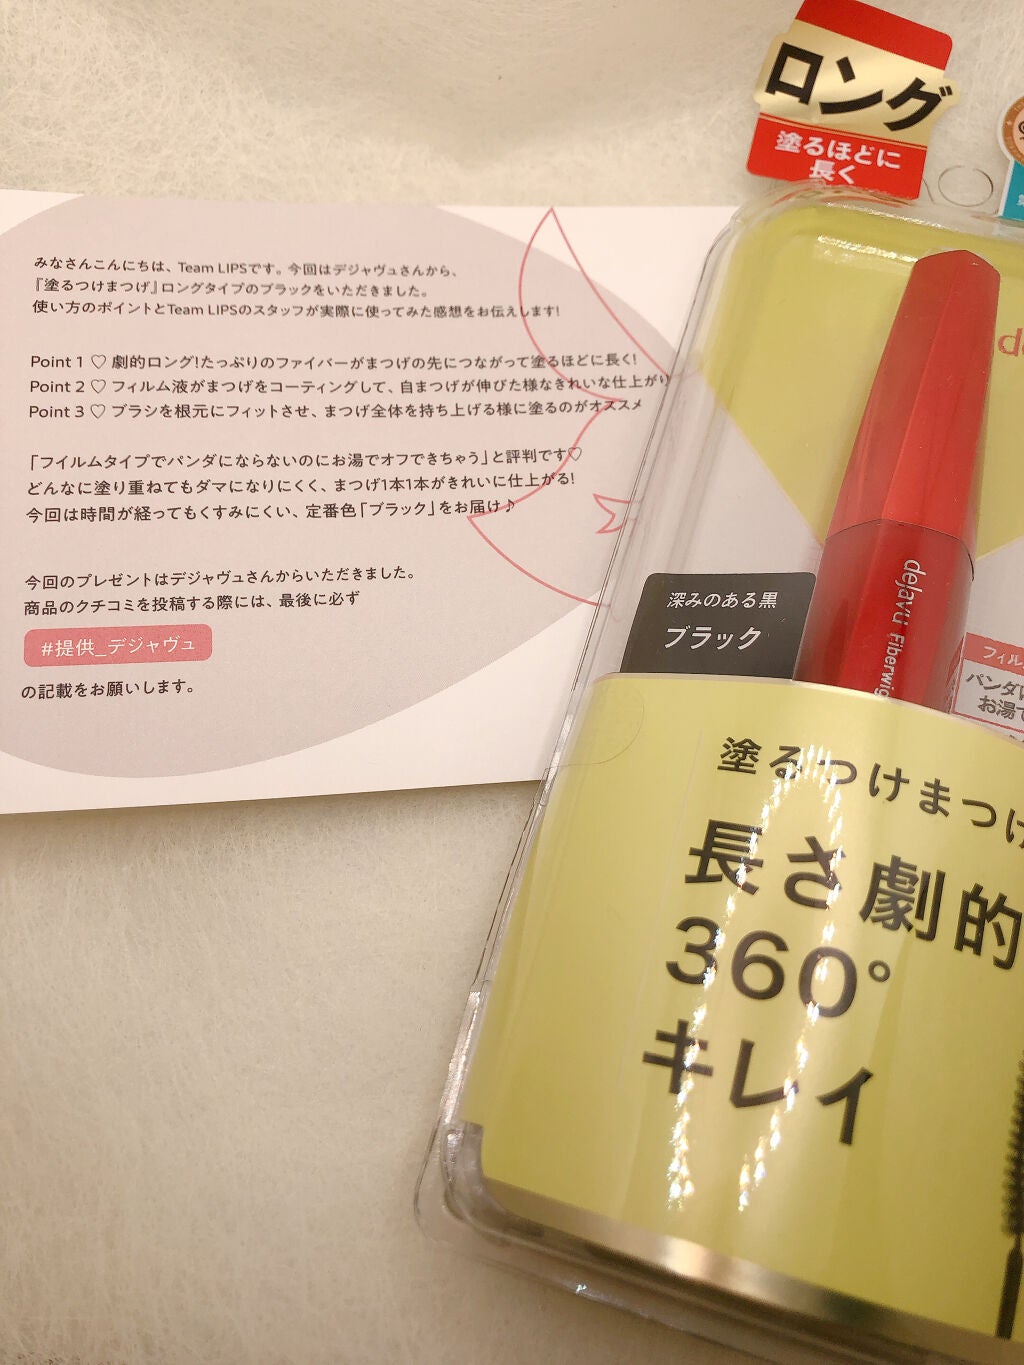 みなさんこんにちは、Team LIPSです。今回はデジャヴュさんから、
『塗るつけまつげ』ロングタイプのブラックをいただきました。
使い方のポイントとTeam LIPSのスタッフが実際に使ってみた感想をお伝えします!
Point 1 ♡ 劇的ロング!たっぷりのファイバーがまつげの先につながって塗るほどに長く!
Point 2 ♡ フィルム液がまつげをコーティングして、自まつげが伸びた様なきれいな仕上がり
Point 3 ♡ ブラシを根元にフィットさせ、まつげ全体を持ち上げる様に塗るのがオススメ
「フイルムタイプでパンダにならないのにお湯でオフできちゃう」と評判です♡
どんなに塗り重ねてもダマになりにくく、まつげ1本1本がきれいに仕上がる!
今回は時間が経ってもくすみにくい、定番色「ブラック」をお届け♪
今回のプレゼントはデジャヴュさんからいただきました。
商品のクチコミを投稿する際には、最後に必ず
#提供_デジャヴュ
の記載をお願いします。
ロング
塗るほどに
長く
dejavu Fiberwig
深みのある黒
ブラック
フィル
パンダに
お湯で
塗るつけまつけ
長さ劇的
360°
キレイ